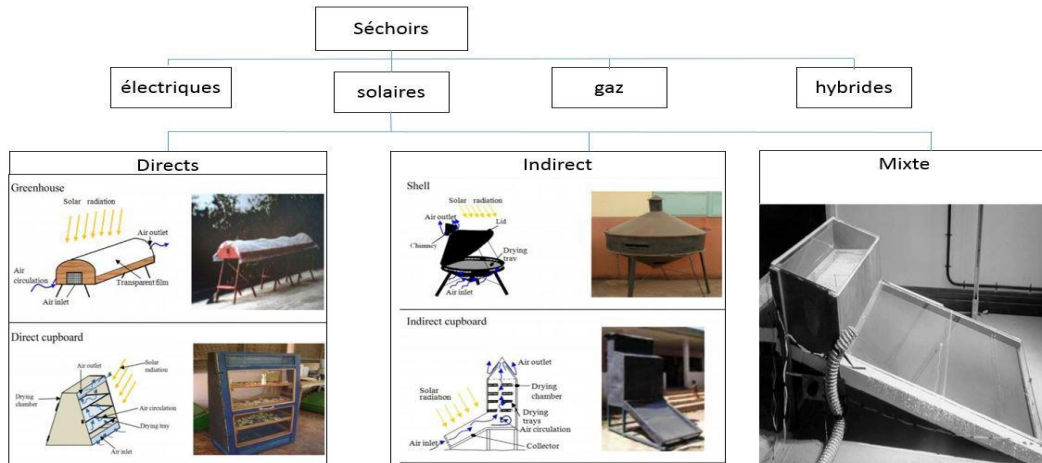 Séchoirs
électriques
solaires
gaz
hybrides
Directs
Greenhouse
Solar radiation
Air outlet
Air
circulation
Air inlet
Transparent film
Direct cupboard
Air outlet
Solar
radiation
Drying
chamber
Air circulation
Drying tray
Air inlet
Indirect
Shell
Solar radiation
Air outlet
Lid
Chimney
Drying
tray
Air inlet
Indirect cupboard
Air outlet
Solar
radiation
Drying
chamber
Drying
trays
Air circulation
Air inlet
Collector
Mixte